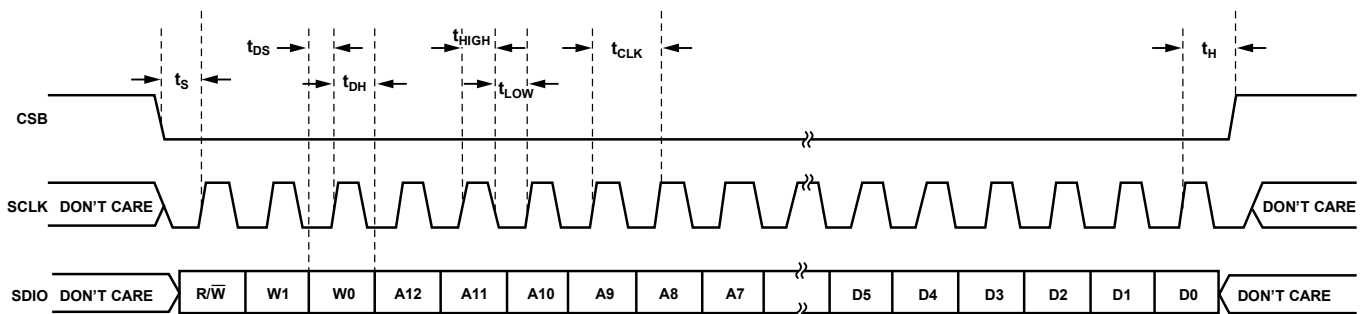 tDS tHIGH tCLK tH
tS tDH tLOW
CSB
SCLK DON'T CARE DON'T CARE
SDIO DON'T CARE R/W̅ W1 W0 A12 A11 A10 A9 A8 A7 D5 D4 D3 D2 D1 D0 DON'T CARE